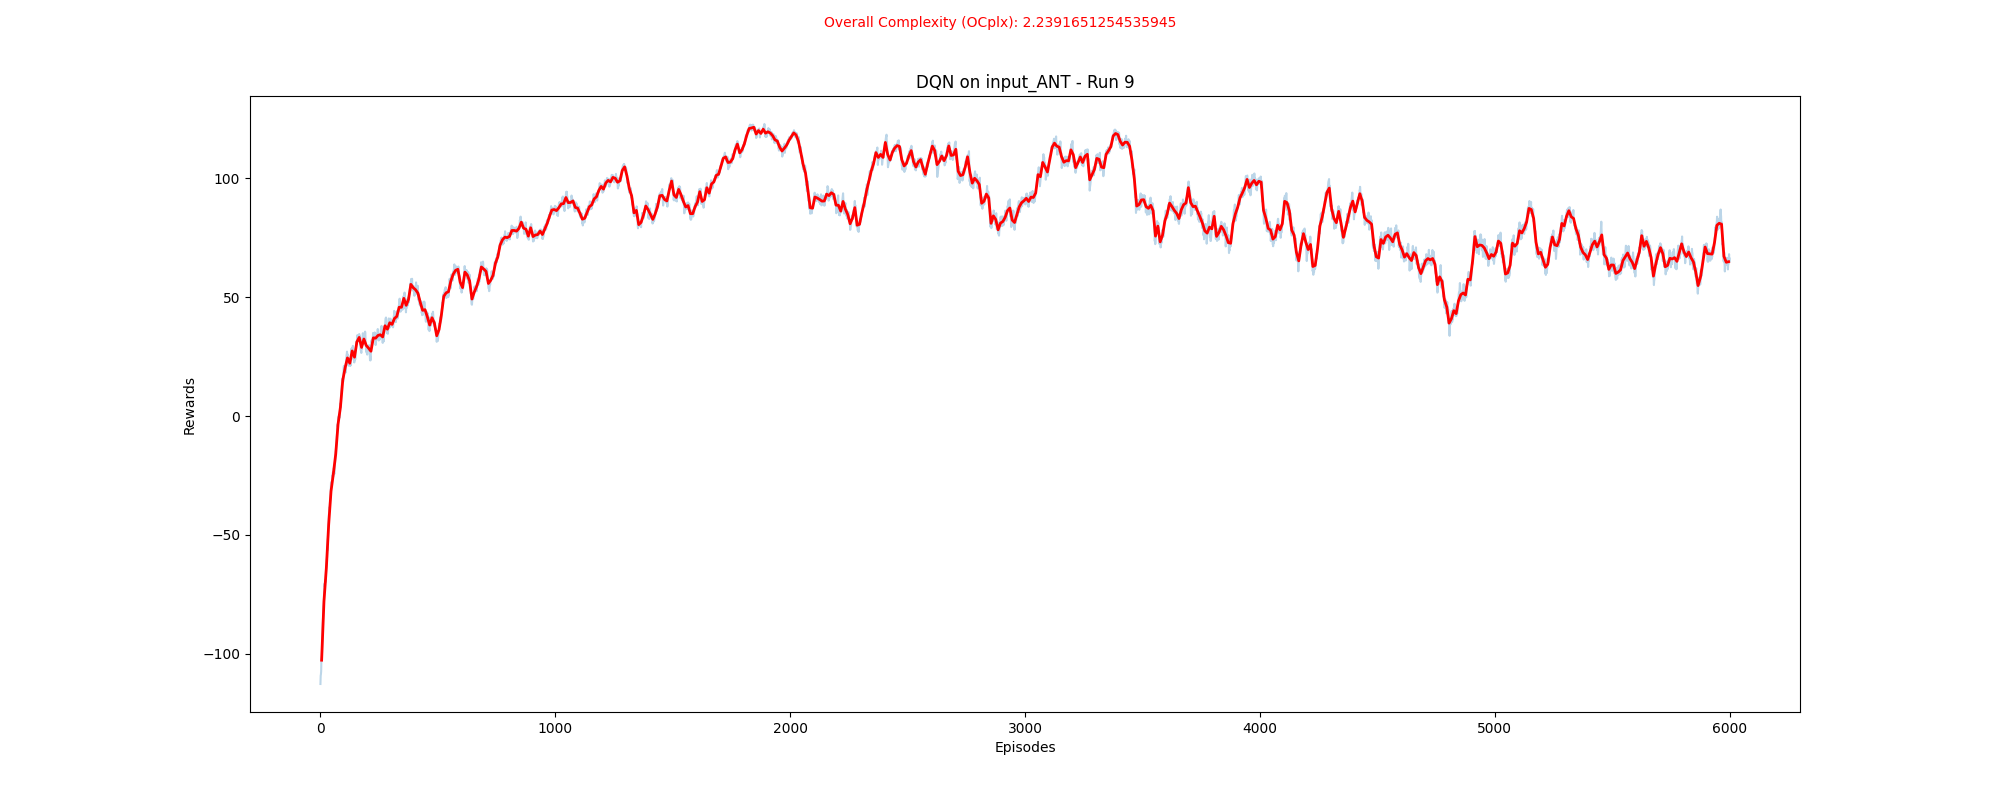 Overall Complexity (OCplx): 2.2391651254535945
DQN on input_ANT - Run 9
100
50
0
−50
−100
Rewards
0 1000 2000 3000 4000 5000 6000
Episodes